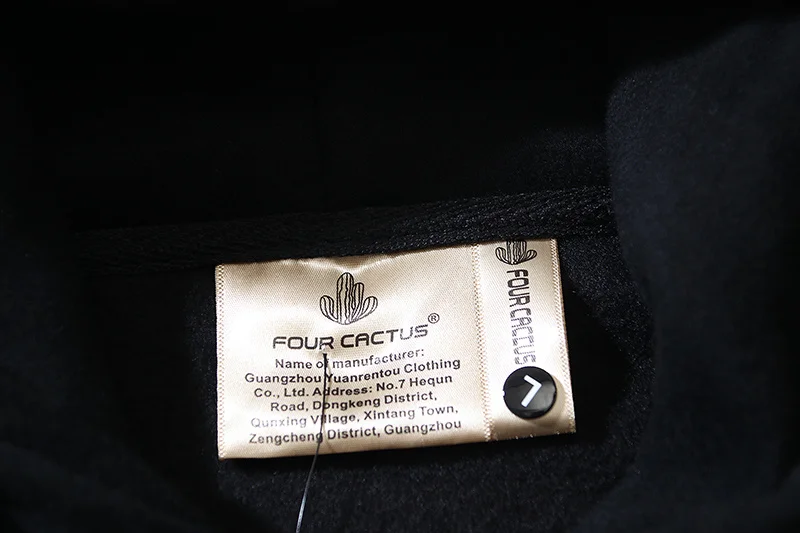 FOUR CACTUS®
Name of manufacturer:
Guangzhou Yuanrentou Clothing
Co., Ltd. Address: No.7 Hequn
Road, Dongkeng District,
Qunxing Village, Xintang Town,
Zengcheng District, Guangzhou
FOUR CACTUS